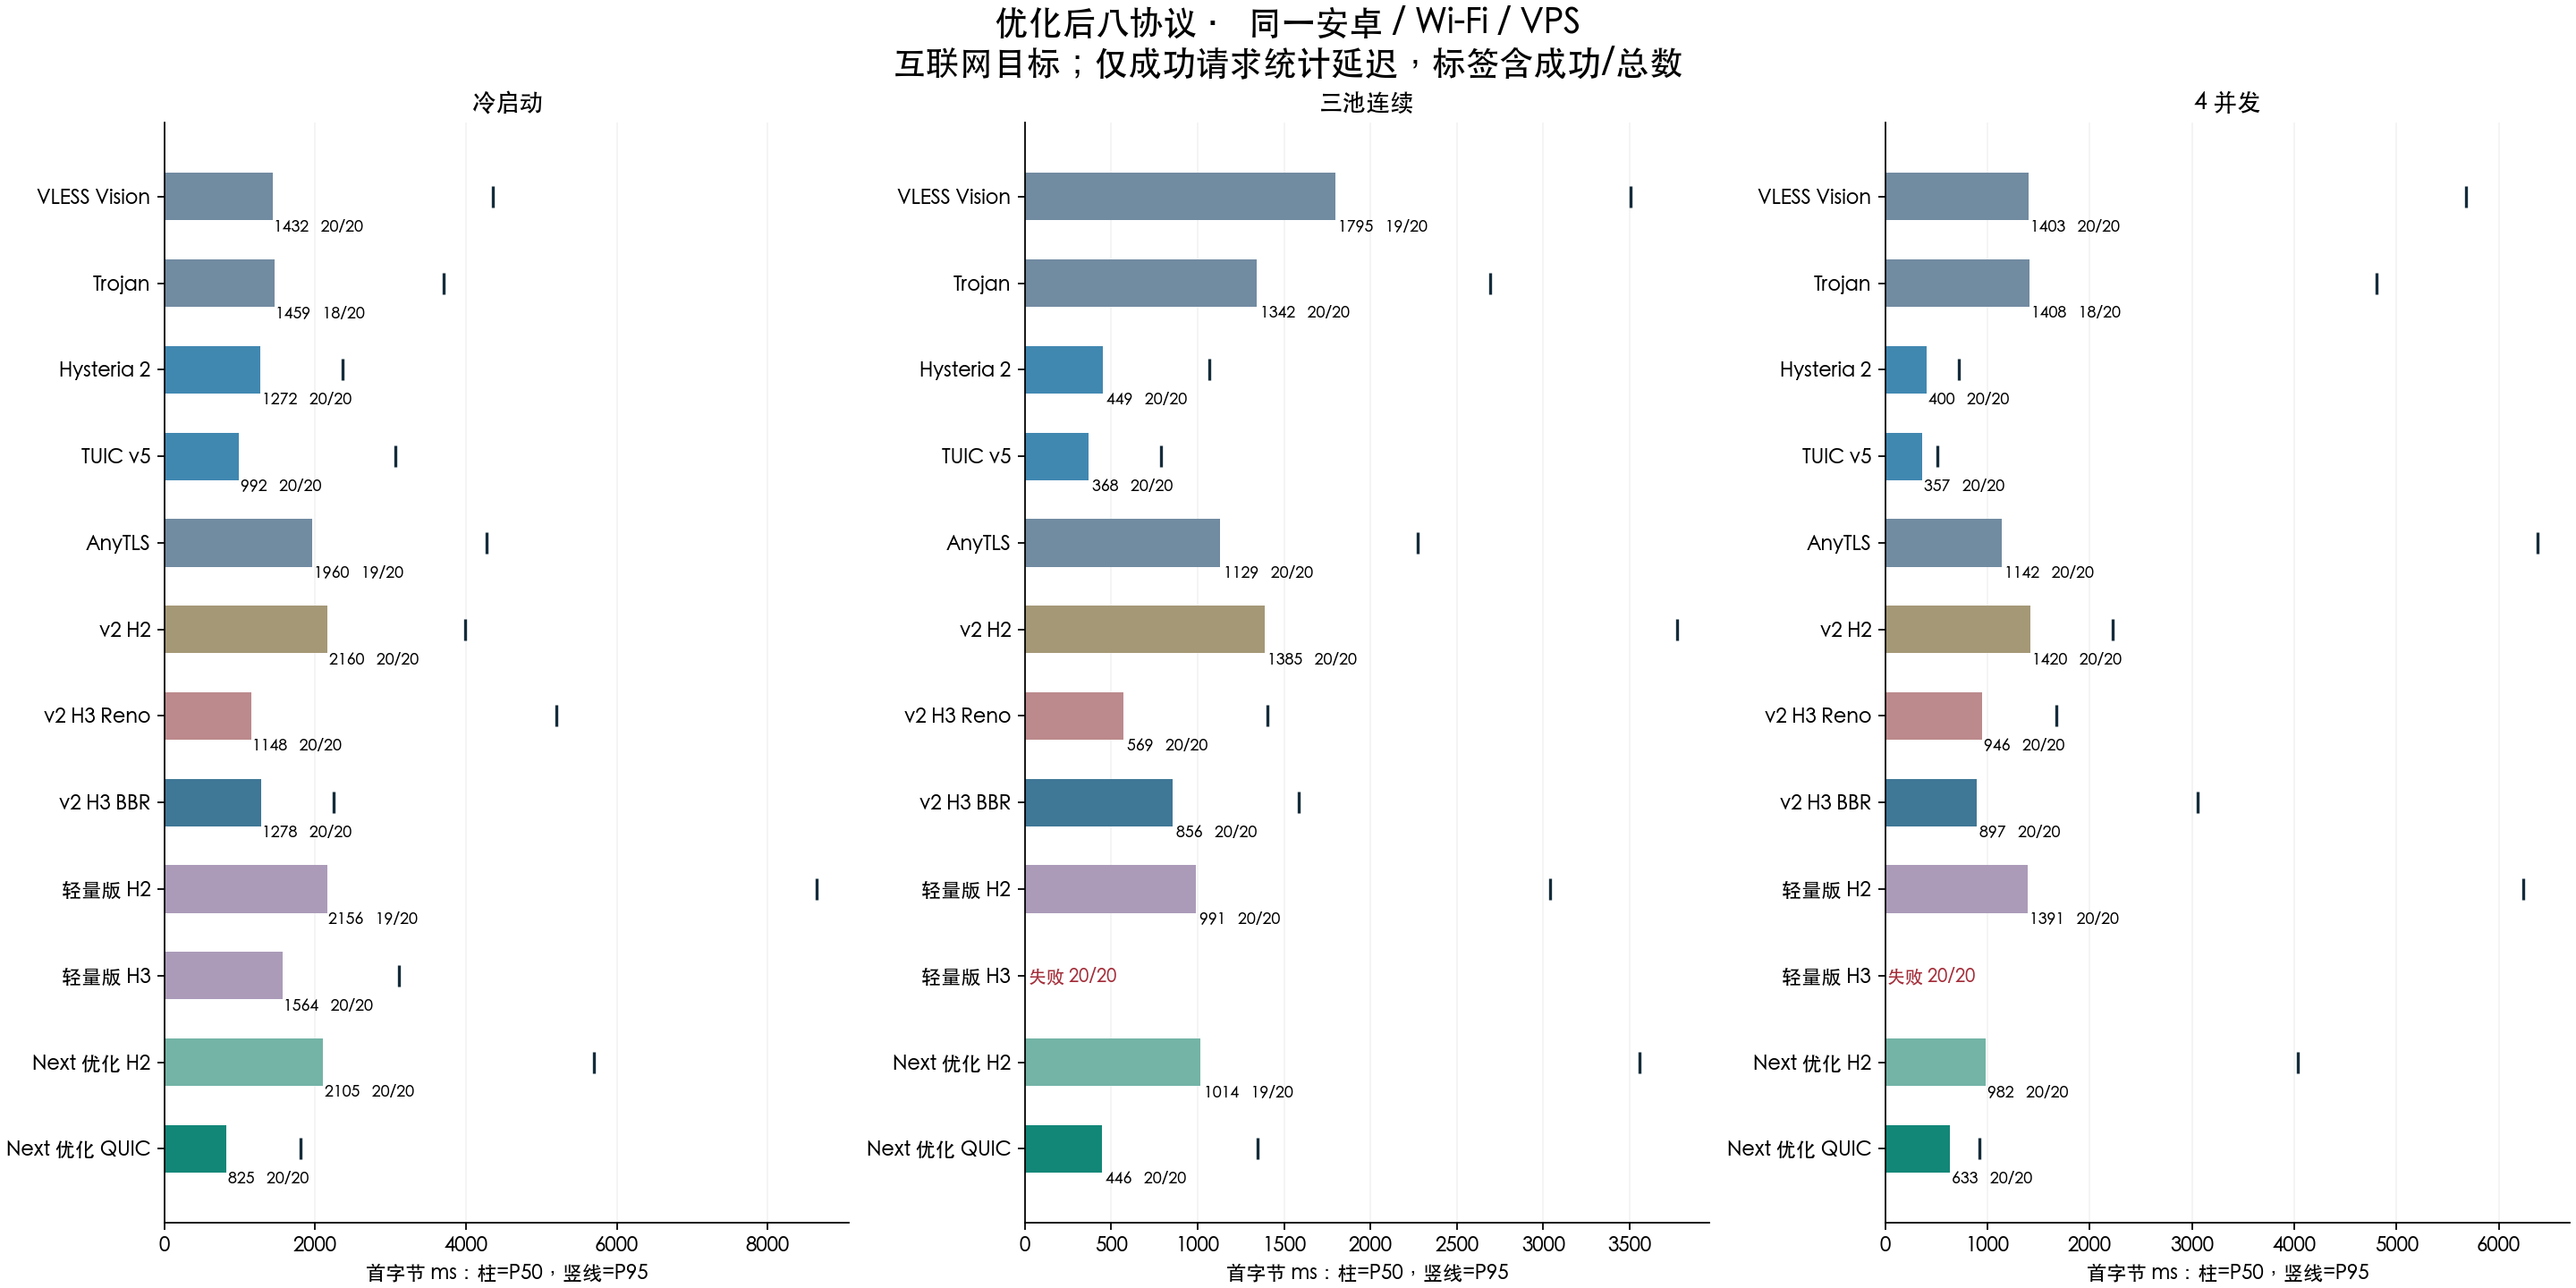 优化后八协议 · 同一安卓 / Wi-Fi / VPS
互联网目标；仅成功请求统计延迟，标签含成功/总数
冷启动
VLESS Vision
1432 20/20
Trojan
1459 18/20
Hysteria 2
1272 20/20
TUIC v5
992 20/20
AnyTLS
1960 19/20
v2 H2
2160 20/20
v2 H3 Reno
1148 20/20
v2 H3 BBR
1278 20/20
轻量版 H2
2156 19/20
轻量版 H3
1564 20/20
Next 优化 H2
2105 20/20
Next 优化 QUIC
825 20/20
0 2000 4000 6000 8000
首字节 ms：柱=P50，竖线=P95
三池连续
VLESS Vision
1795 19/20
Trojan
1342 20/20
Hysteria 2
449 20/20
TUIC v5
368 20/20
AnyTLS
1129 20/20
v2 H2
1385 20/20
v2 H3 Reno
569 20/20
v2 H3 BBR
856 20/20
轻量版 H2
991 20/20
轻量版 H3
失败 20/20
Next 优化 H2
1014 19/20
Next 优化 QUIC
446 20/20
0 500 1000 1500 2000 2500 3000 3500
首字节 ms：柱=P50，竖线=P95
4 并发
VLESS Vision
1403 20/20
Trojan
1408 18/20
Hysteria 2
400 20/20
TUIC v5
357 20/20
AnyTLS
1142 20/20
v2 H2
1420 20/20
v2 H3 Reno
946 20/20
v2 H3 BBR
897 20/20
轻量版 H2
1391 20/20
轻量版 H3
失败 20/20
Next 优化 H2
982 20/20
Next 优化 QUIC
633 20/20
0 1000 2000 3000 4000 5000 6000
首字节 ms：柱=P50，竖线=P95